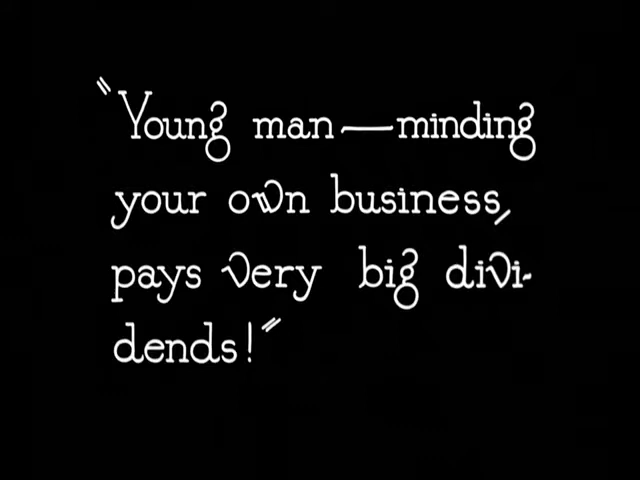 "Young man—minding
your own business,
pays very big divi-
dends!"